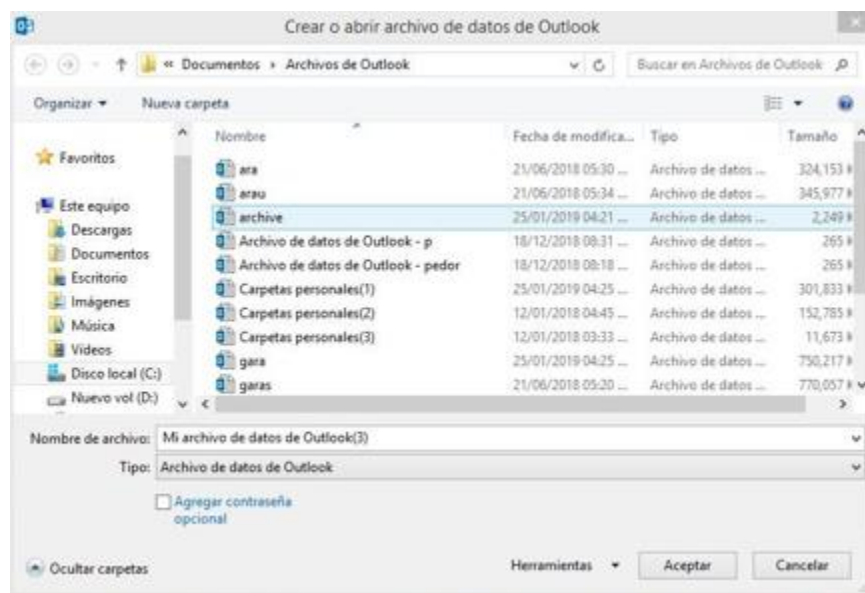 Crear o abrir archivo de datos de Outlook
« Documentos › Archivos de Outlook
Buscar en Archivos de Outlook
Organizar
Nueva carpeta
Nombre Fecha de modifica... Tipo Tamaño
Favoritos
Este equipo
Descargas
Documentos
Escritorio
Imágenes
Música
Videos
Disco local (C:)
Nuevo vol (D:)
ara 21/06/2018 05:30 ... Archivo de datos ... 324,153
arau 21/06/2018 05:34 ... Archivo de datos ... 345,977
archive 25/01/2019 04:21 ... Archivo de datos ... 2,249
Archivo de datos de Outlook - p 18/12/2018 08:31 ... Archivo de datos ... 265
Archivo de datos de Outlook - pedor 18/12/2018 08:18 ... Archivo de datos ... 265
Carpetas personales(1) 25/01/2019 04:25 ... Archivo de datos ... 301,833
Carpetas personales(2) 12/01/2018 04:45 ... Archivo de datos ... 152,785
Carpetas personales(3) 12/01/2018 03:33 ... Archivo de datos ... 11,673
gara 25/01/2019 04:25 ... Archivo de datos ... 750,217
garas 21/06/2018 05:20 ... Archivo de datos ... 770,057
Nombre de archivo: Mi archivo de datos de Outlook(3)
Tipo: Archivo de datos de Outlook
Agregar contraseña
opcional
Ocultar carpetas
Herramientas
Aceptar
Cancelar